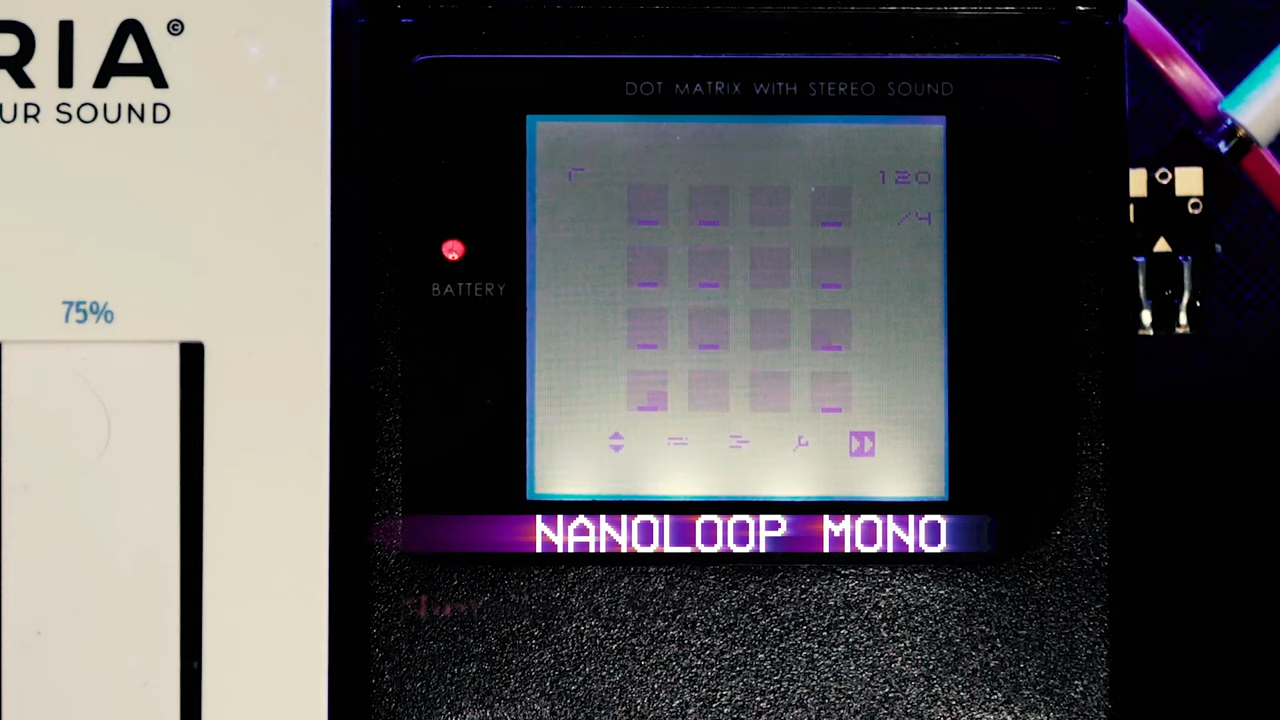 RIA©
UR SOUND
75%
DOT MATRIX WITH STEREO SOUND
BATTERY
120
/4
NANOLOOP MONO